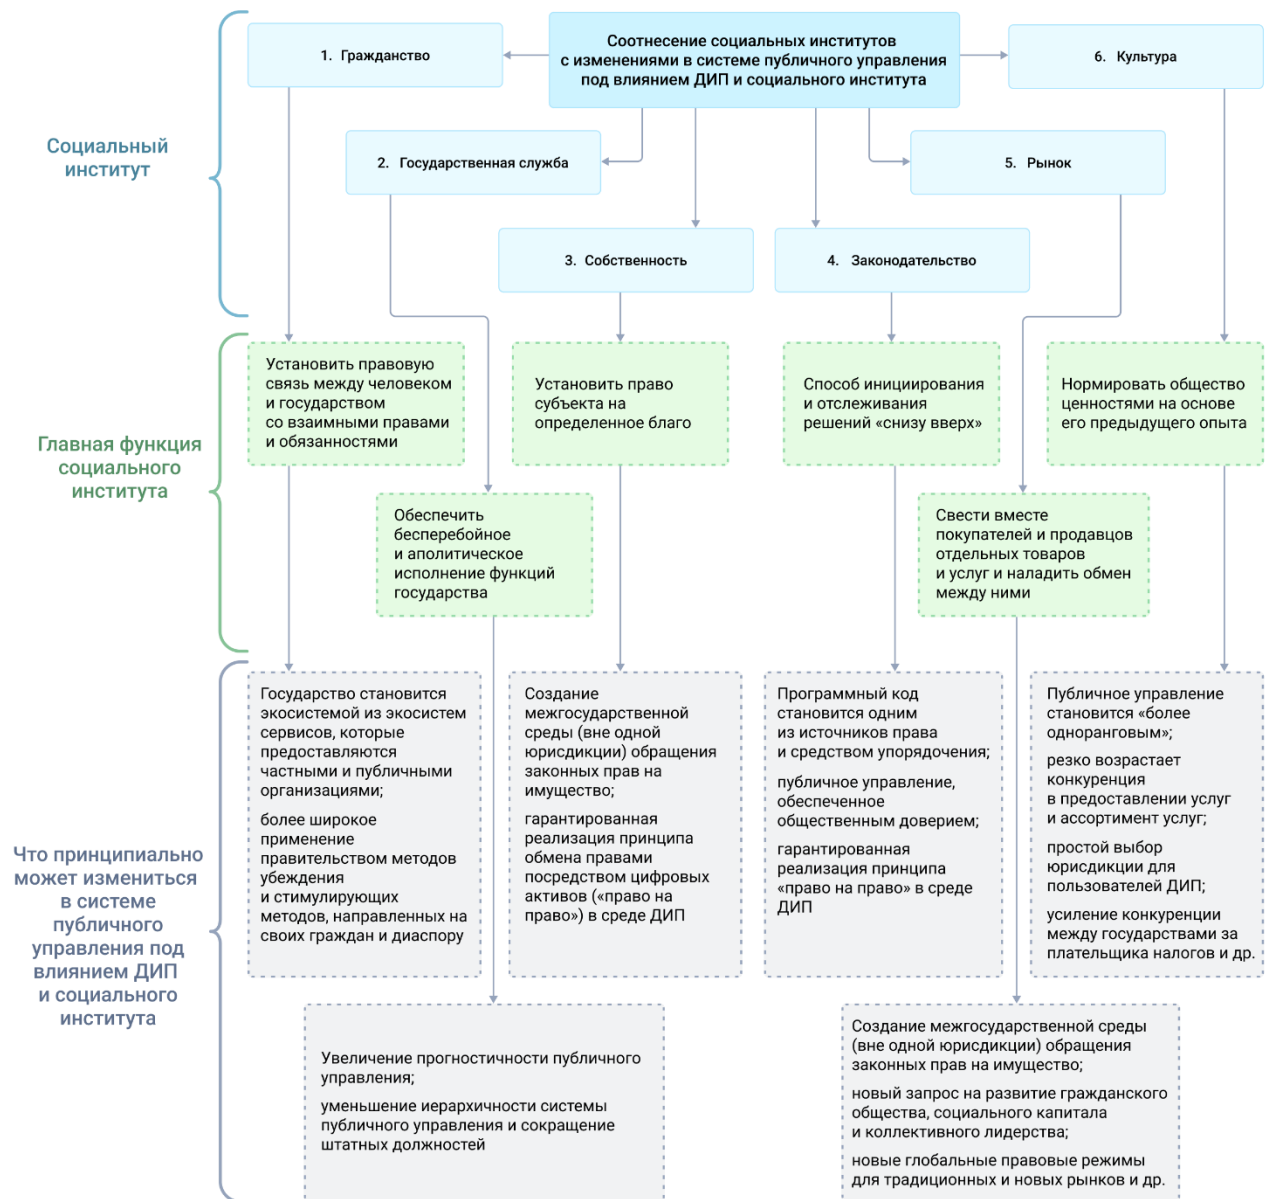 Соотнесение социальных институтов
с изменениями в системе публичного управления
под влиянием ДИП и социального института
1. Гражданство
6. Культура
2. Государственная служба
5. Рынок
3. Собственность
4. Законодательство
Социальный
институт
Главная функция
социального
института
Установить правовую
связь между человеком
и государством
со взаимными правами
и обязанностями
Установить право
субъекта на
определенное благо
Способ инициирования
и отслеживания
решений «снизу вверх»
Нормировать общество
ценностями на основе
его предыдущего опыта
Обеспечить
бесперебойное
и аполитическое
исполнение функций
государства
Свести вместе
покупателей и продавцов
отдельных товаров
и услуг и наладить обмен
между ними
Что принципиально
может измениться
в системе
публичного
управления под
влиянием ДИП
и социального
института
Государство становится
экосистемой из экосистем
сервисов, которые
предоставляются
частными и публичными
организациями;
более широкое
применение
правительством методов
убеждения
и стимулирующих
методов, направленных на
своих граждан и диаспору
Создание
межгосударственной
среды (вне одной
юрисдикции) обращения
законных прав на
имущество;
гарантированная
реализация принципа
обмена правами
посредством цифровых
активов («право на
право») в среде ДИП
Программный код
становится одним
из источников права
и средством упорядочения;
публичное управление,
обеспеченное
общественным доверием;
гарантированная
реализация принципа
«право на право» в среде
ДИП
Публичное управление
становится «более
одноранговым»;
резко возрастает
конкуренция
в предоставлении услуг
и ассортимент услуг;
простой выбор
юрисдикции для
пользователей ДИП;
усиление конкуренции
между государствами за
плательщика налогов и др.
Увеличение прогностичности публичного
управления;
уменьшение иерархичности системы
публичного управления и сокращение
штатных должностей
Создание межгосударственной среды
(вне одной юрисдикции) обращения
законных прав на имущество;
новый запрос на развитие гражданского
общества, социального капитала
и коллективного лидерства;
новые глобальные правовые режимы
для традиционных и новых рынков и др.